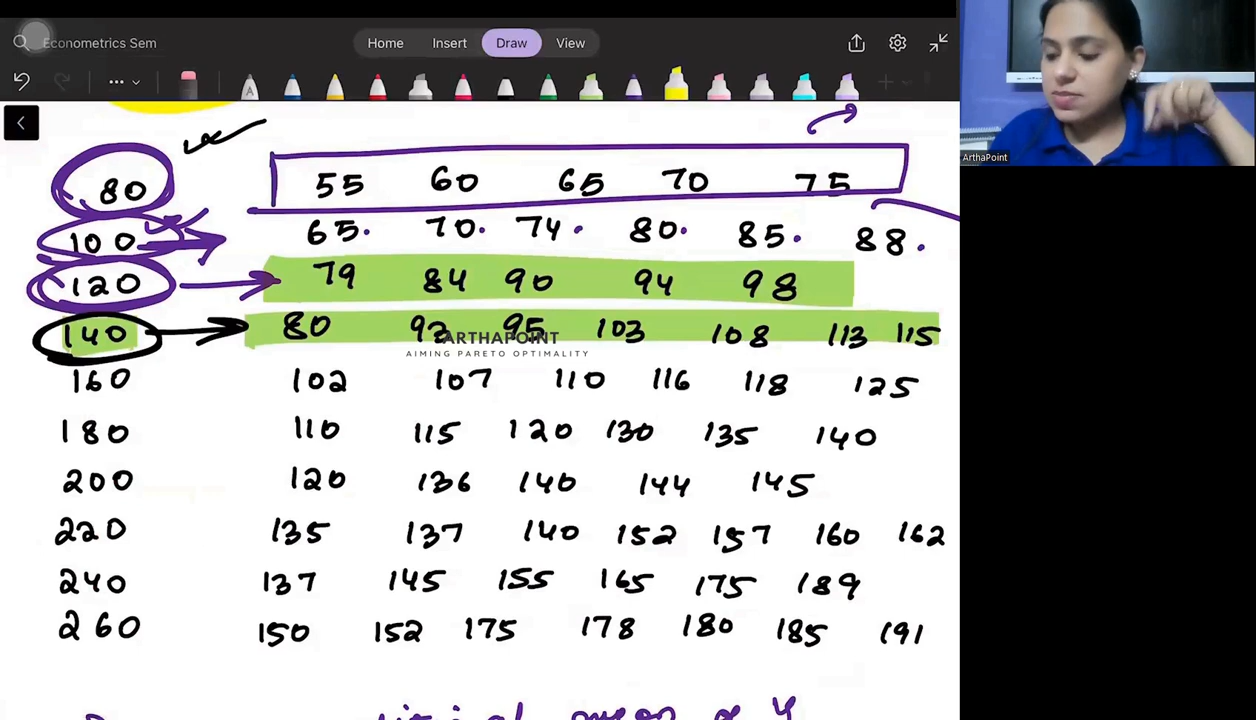 Econometrics Sem
Home Insert Draw View
ArthaPoint
80 55 60 65 70 75
100 65. 70. 74. 80. 85. 88.
120 79 84 90 94 98
140 80 93 95 103 108 113 115
ARTHAPOINT
AIMING PARETO OPTIMALITY
160 102 107 110 116 118 125
180 110 115 120 130 135 140
200 120 136 140 144 145
220 135 137 140 152 157 160 162
240 137 145 155 165 175 189
260 150 152 175 178 180 185 191